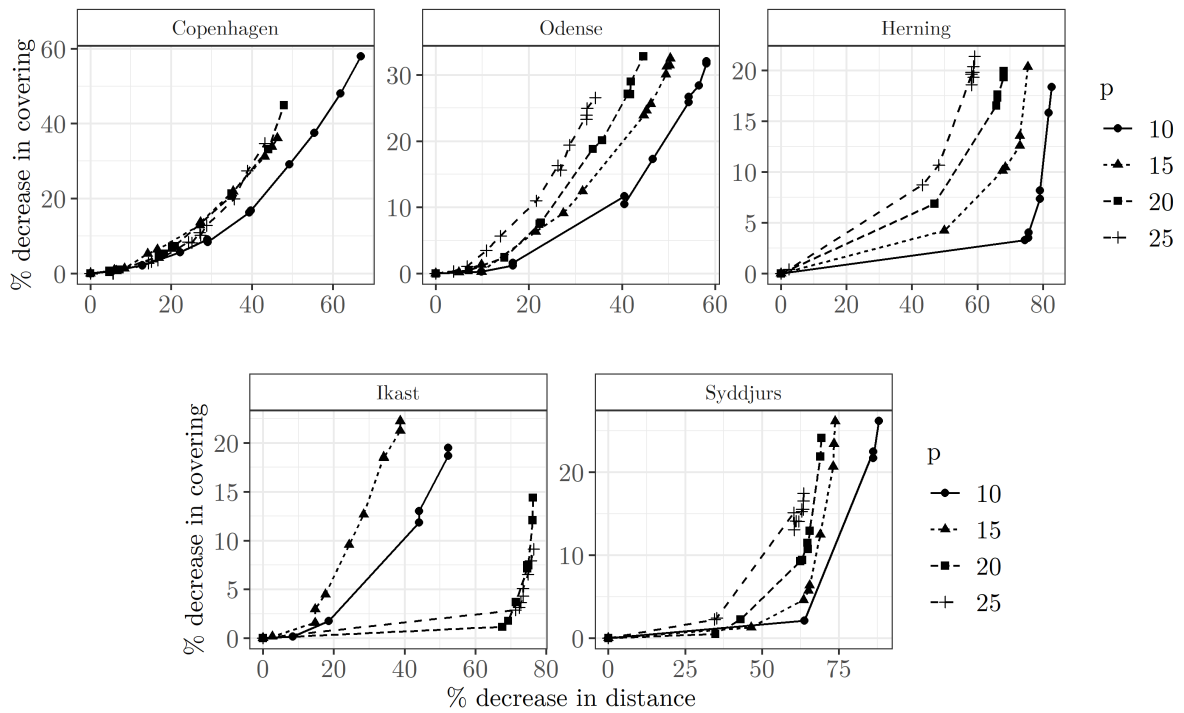 Copenhagen Odense Herning
% decrease in covering
60
40
20
0
0 20 40 60
30
20
10
0
0 20 40 60
20
15
10
5
0
0 20 40 60 80
p
10
15
20
25
Ikast Syddjurs
% decrease in covering
20
15
10
5
0
0 20 40 60 80
20
10
0
0 25 50 75
% decrease in distance
p
10
15
20
25